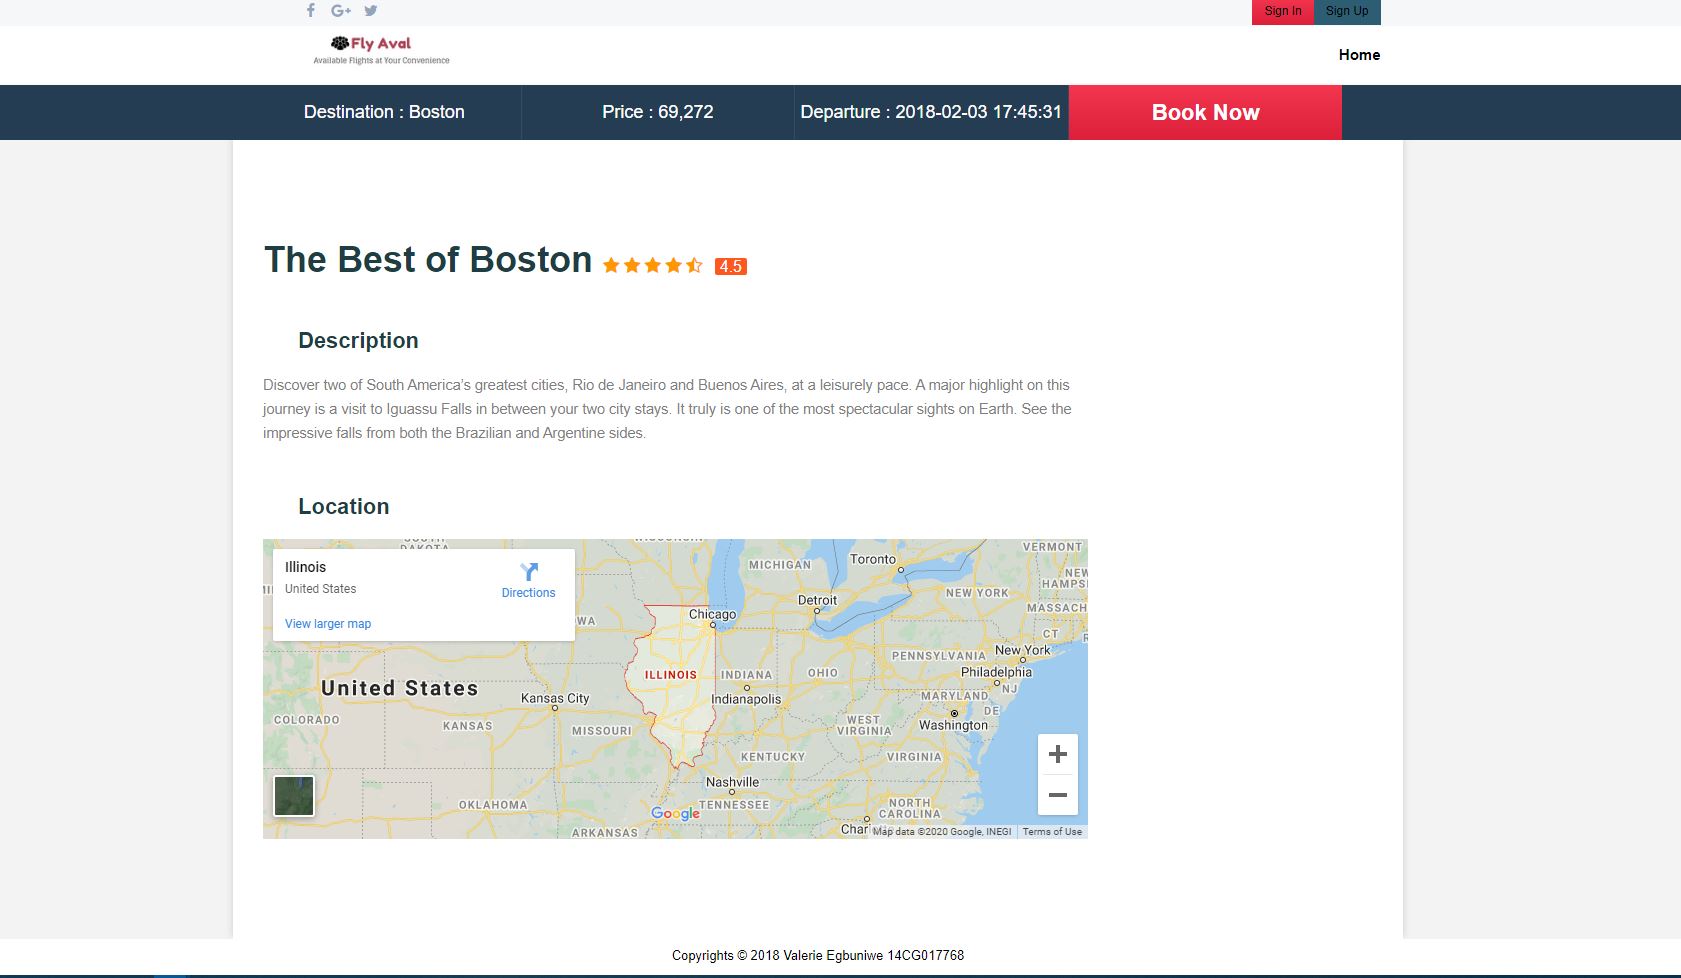 Sign In
Sign Up
Fly Aval
Available Flights at Your Convenience
Home
Destination : Boston
Price : 69,272
Departure : 2018-02-03 17:45:31
Book Now
The Best of Boston
4.5
Description
Discover two of South America’s greatest cities, Rio de Janeiro and Buenos Aires, at a leisurely pace. A major highlight on this
journey is a visit to Iguassu Falls in between your two city stays. It truly is one of the most spectacular sights on Earth. See the
impressive falls from both the Brazilian and Argentine sides.
Location
Illinois
United States
Directions
View larger map
MICHIGAN
Toronto
VERMONT
NEW
HAMPS
Detroit
NEW YORK
MASSACH
Chicago
CT
PENNSYLVANIA
New York
ILLINOIS
INDIANA
OHIO
Philadelphia
NJ
United States
Kansas City
Indianapolis
MARYLAND
DE
COLORADO
KANSAS
MISSOURI
WEST
VIRGINIA
Washington
KENTUCKY
VIRGINIA
Nashville
OKLAHOMA
TENNESSEE
NORTH
CAROLINA
Google
ARKANSAS
Map data ©2020 Google, INEGI
Terms of Use
Copyrights © 2018 Valerie Egbuniwe 14CG017768